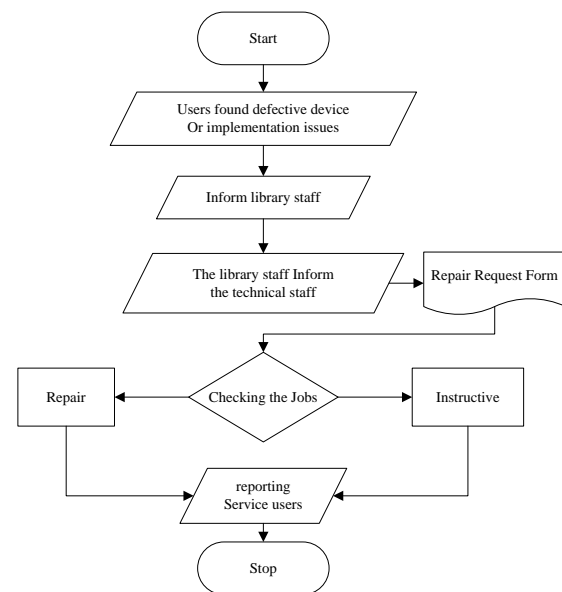 Start
Users found defective device
Or implementation issues
Inform library staff
The library staff Inform
the technical staff
Repair Request Form
Repair
Checking the Jobs
Instructive
reporting
Service users
Stop